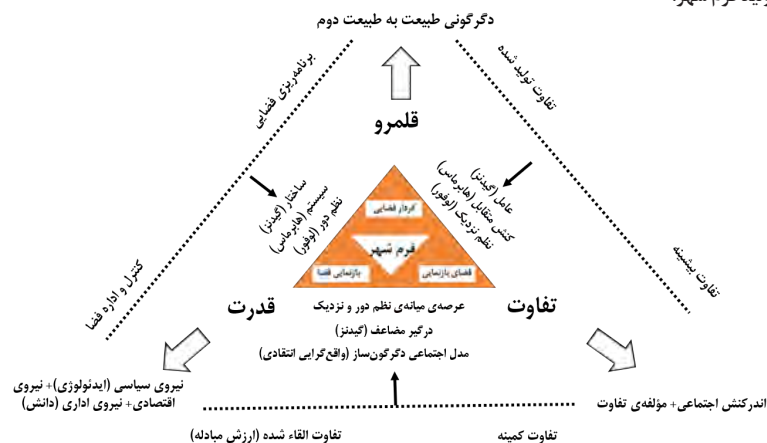 دگرگونی طبیعت به طبیعت دوم
برنامه‌ریزی فضایی
تفاوت تولید شده
قلمرو
ساختار (گیدنز)
سیستم (هابرماس)
نظم دور (لوفور)
عامل (گیدنز)
کنش متقابل (هابرماس)
نظم نزدیک (لوفور)
کردار فضایی
فرم شهر
فضای بازنمایی
بازنمایی فضا
کنترل و اداره فضا
تفاوت بیشینه
تفاوت
قدرت
عرصه‌ی میانه‌ی نظم دور و نزدیک
درگیر مضاعف (گیدنز)
مدل اجتماعی دگرگون‌ساز (واقع‌گرایی انتقادی)
نیروی سیاسی (ایدئولوژی)+ نیروی
اقتصادی+ نیروی اداری (دانش)
اندرکنش اجتماعی+ مؤلفه‌ی تفاوت
تفاوت کمینه
تفاوت القاء شده (ارزش مبادله)